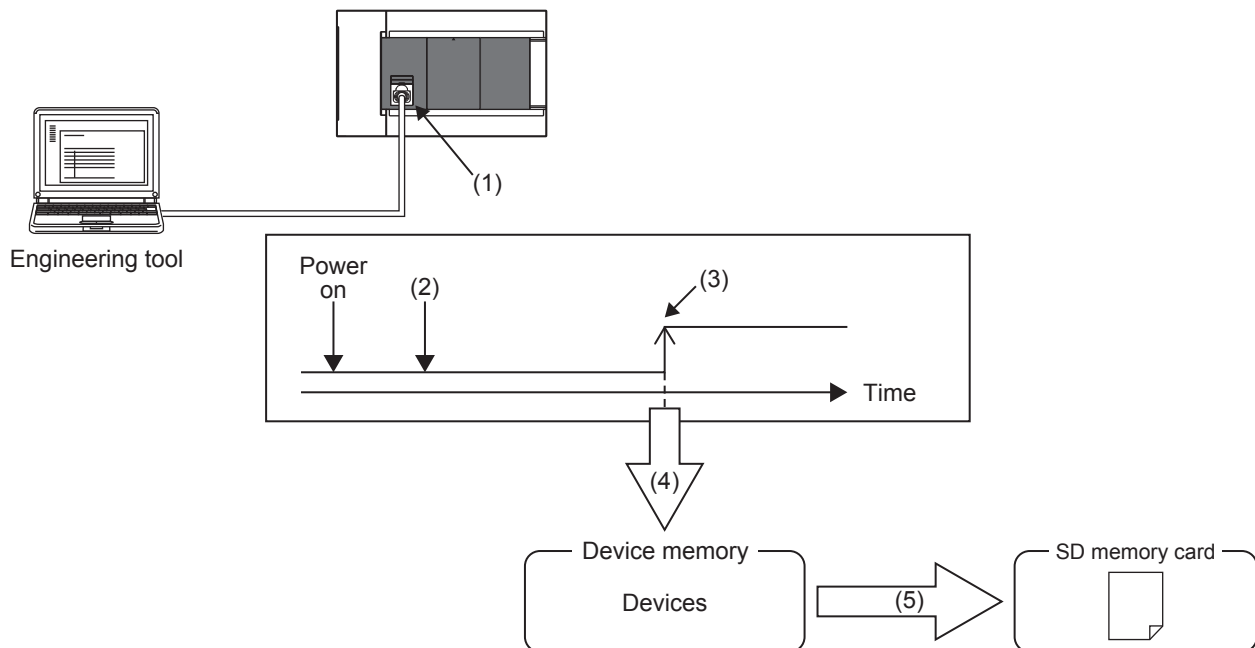 (1)
Engineering tool
Power
on
(2)
(3)
Time
(4)
Device memory
Devices
(5)
SD memory card